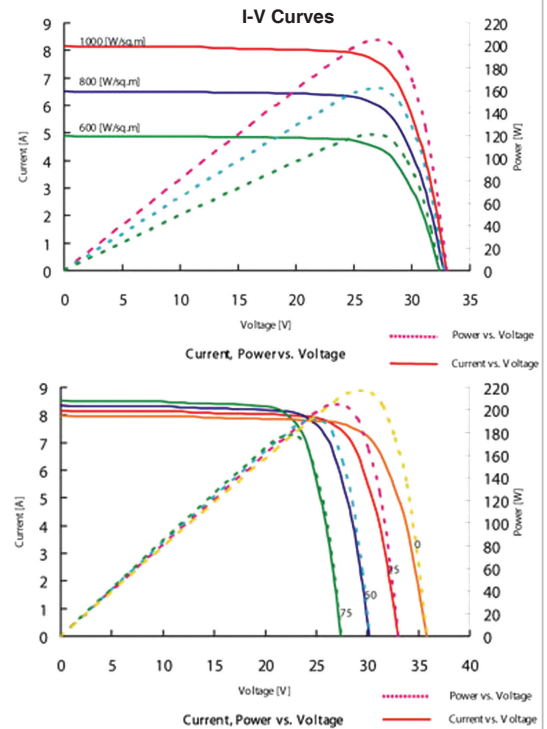 I-V Curves
9
8
7
6
5
4
3
2
1
0
Current [A]
1000 [W/sq.m]
800 [W/sq.m]
600 [W/sq.m]
220
200
180
160
140
120
100
80
60
40
20
0
Power [W]
0 5 10 15 20 25 30 35
Voltage [V]
Power vs. Voltage
Current, Power vs. Voltage
Current vs. Voltage
9
8
7
6
5
4
3
2
1
0
Current [A]
220
200
180
160
140
120
100
80
60
40
20
0
Power [W]
0
25
50
75
0 5 10 15 20 25 30 35 40
Voltage [V]
Power vs. Voltage
Current, Power vs. Voltage
Current vs. Voltage